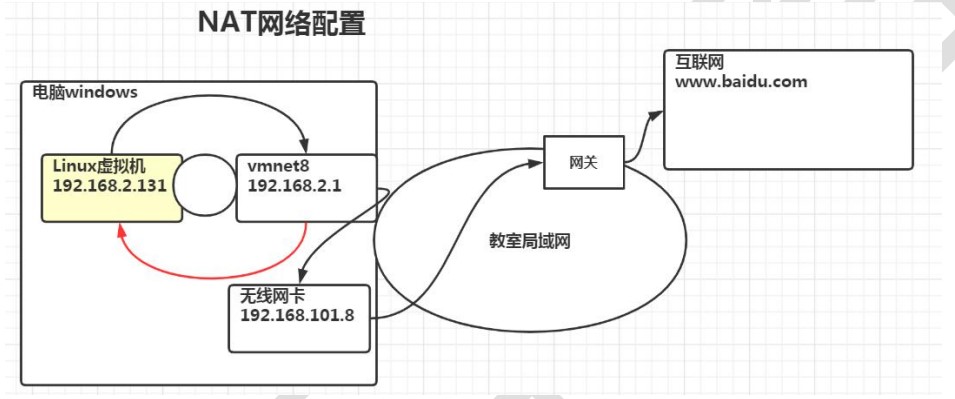 NAT网络配置
电脑windows
Linux虚拟机
192.168.2.131
vmnet8
192.168.2.1
无线网卡
192.168.101.8
教室局域网
网关
互联网
www.baidu.com